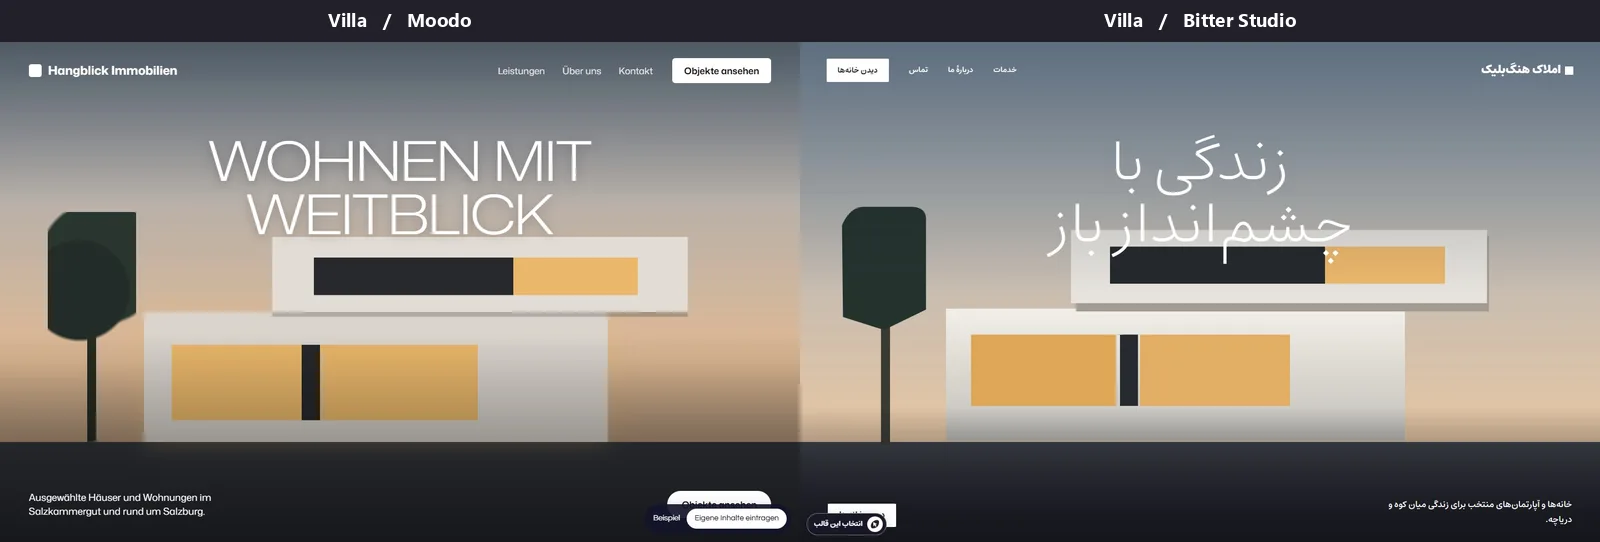 Villa / Moodo
Villa / Bitter Studio
Hangblick Immobilien
Leistungen
Über uns
Kontakt
Objekte ansehen
WOHNEN MIT
WEITBLICK
Ausgewählte Häuser und Wohnungen im
Salzkammergut und rund um Salzburg.
Objekte ansehen
Beispiel
Eigene Inhalte eintragen
املاک هنگ‌بلیک
خدمات
دربارهٔ ما
تماس
دیدن خانه‌ها
زندگی با
چشم‌انداز باز
خانه‌ها و آپارتمان‌های منتخب برای زندگی میان کوه و
دریاچه.
انتخاب این قالب